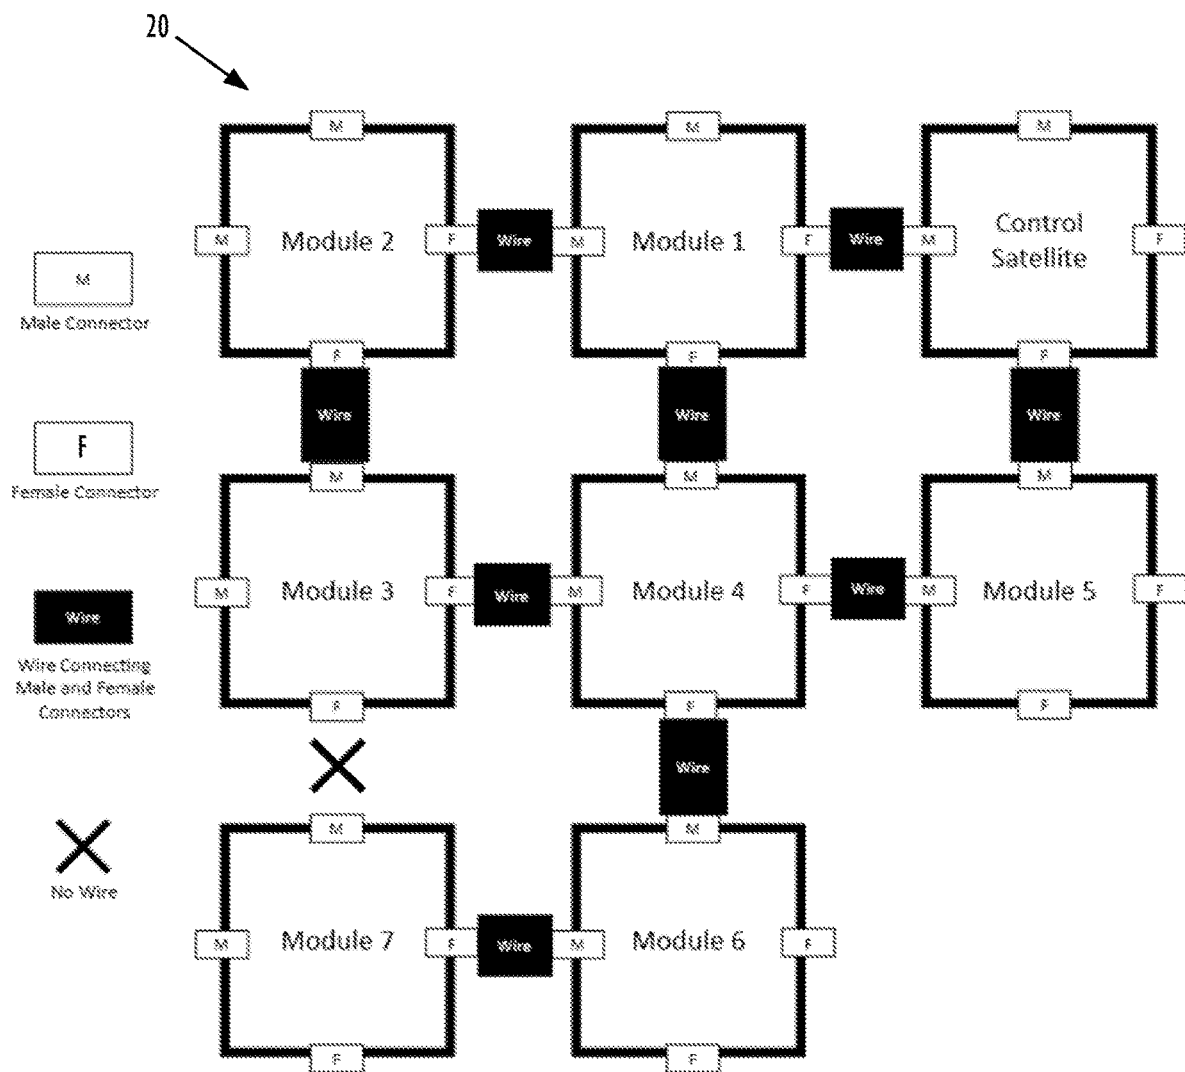 20
M
M
M
M
Module 2
F
Wire
M
Module 1
F
Wire
M
Control
Satellite
F
M
Male Connector
F
F
F
Wire
Wire
Wire
F
Female Connector
M
M
M
M
Module 3
F
Wire
M
Module 4
F
Wire
M
Module 5
F
Wire
Wire Connecting
Male and Female
Connectors
F
F
F
Wire
No Wire
M
M
M
Module 7
F
Wire
M
Module 6
F
F
F